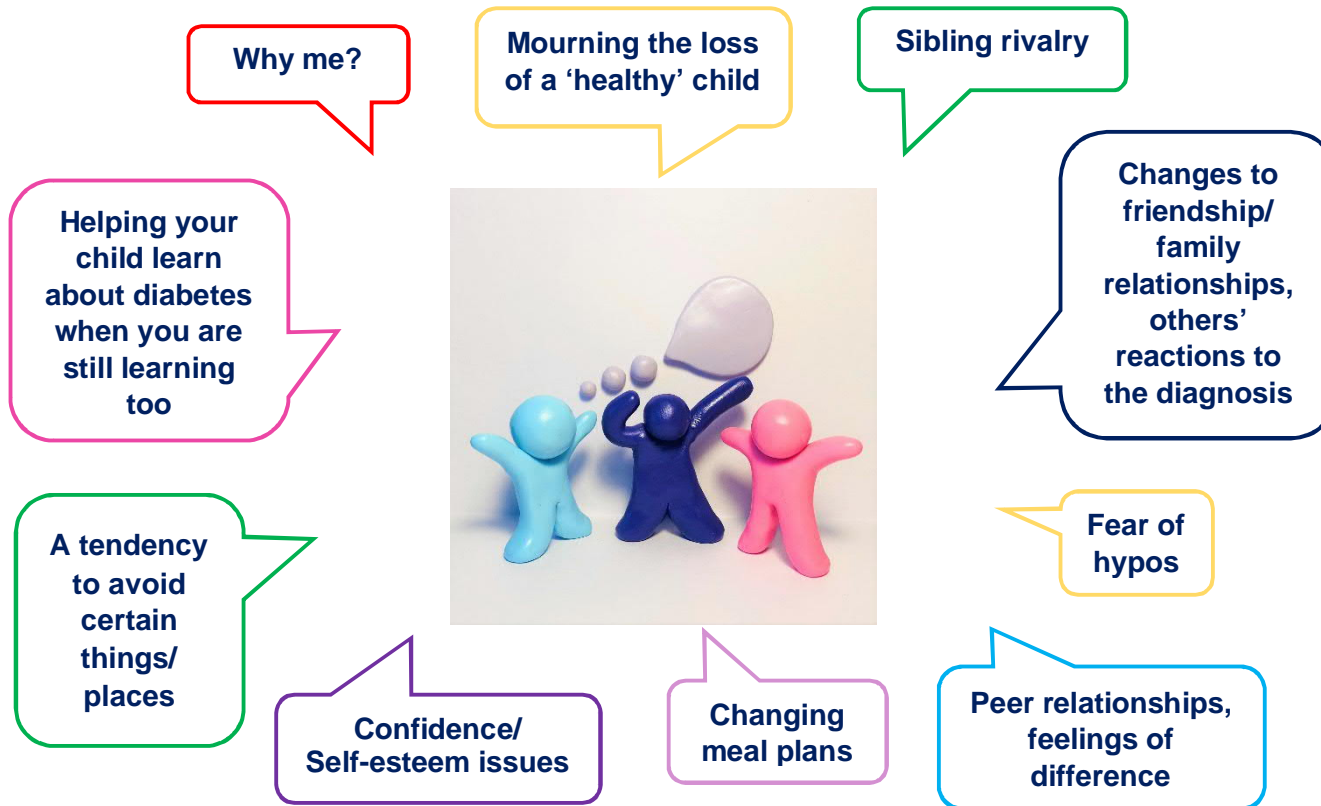 Why me?
Mourning the loss
of a ‘healthy’ child
Sibling rivalry
Helping your
child learn
about diabetes
when you are
still learning
too
Changes to
friendship/
family
relationships,
others’
reactions to
the diagnosis
A tendency
to avoid
certain
things/
places
Fear of
hypos
Confidence/
Self-esteem issues
Changing
meal plans
Peer relationships,
feelings of
difference